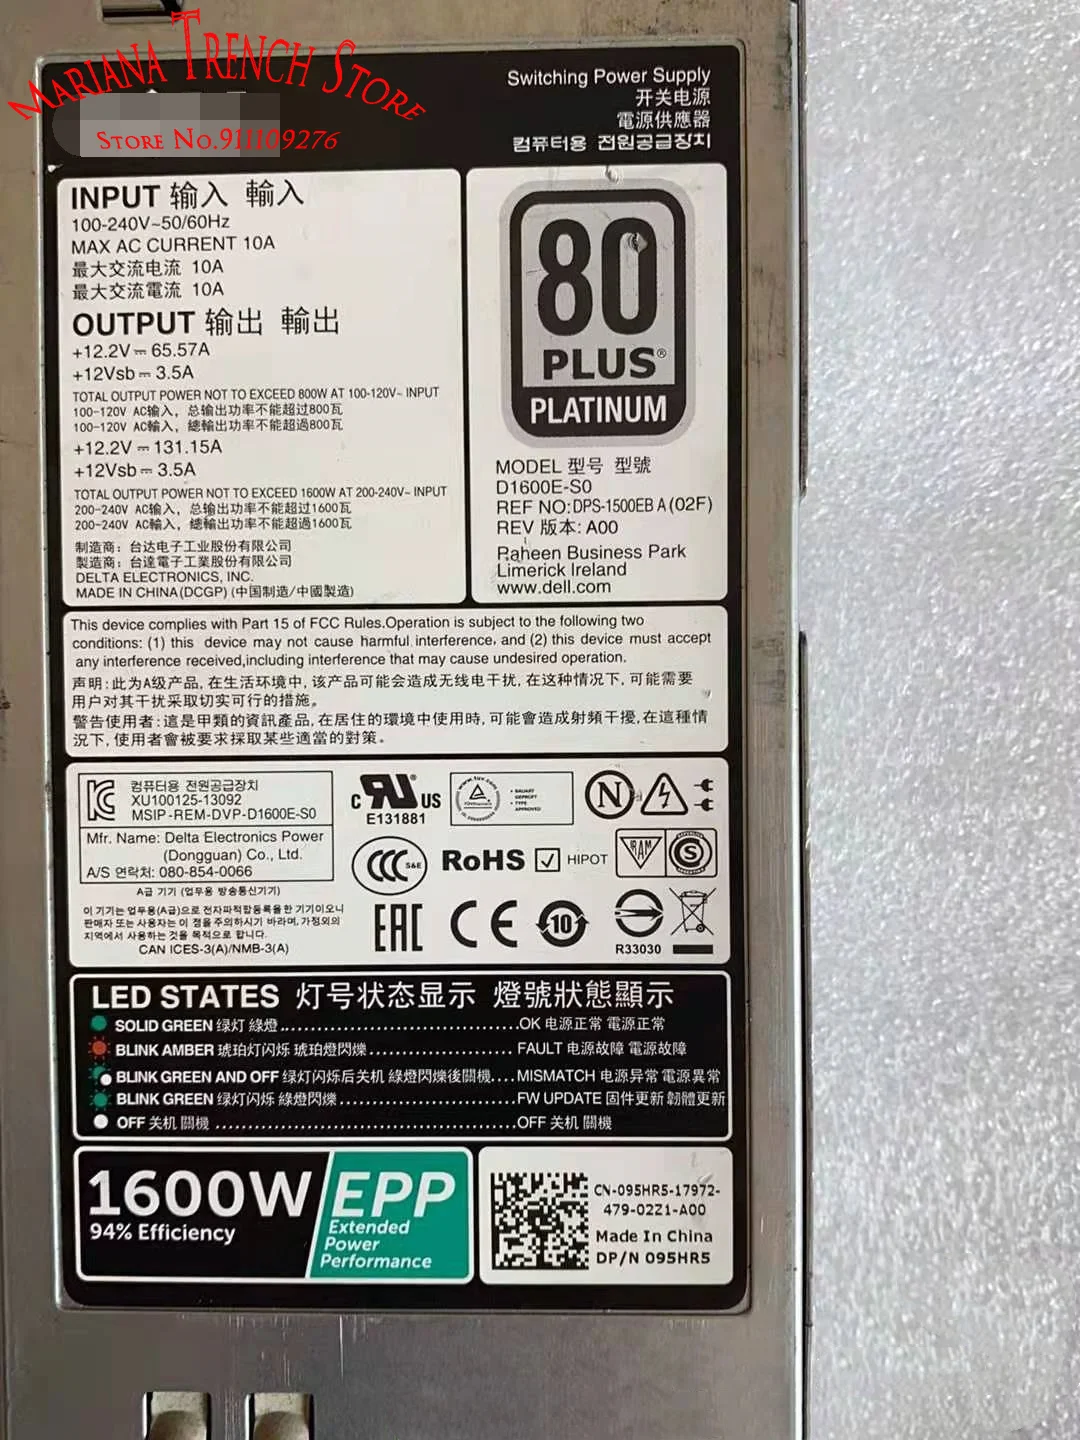 MARIANA TRENCH STORE
STORE NO.911109276
Switching Power Supply
开关电源
電源供應器
컴퓨터용 전원공급장치
INPUT 输入 輸入
100-240V~50/60Hz
MAX AC CURRENT 10A
最大交流电流 10A
最大交流電流 10A
OUTPUT 输出 輸出
+12.2V⎓65.57A
+12Vsb⎓3.5A
TOTAL OUTPUT POWER NOT TO EXCEED 800W AT 100-120V~ INPUT
100-120V AC输入，总输出功率不能超过800瓦
100-120V AC輸入，總輸出功率不能超過800瓦
+12.2V⎓131.15A
+12Vsb⎓3.5A
TOTAL OUTPUT POWER NOT TO EXCEED 1600W AT 200-240V~ INPUT
200-240V AC输入，总输出功率不能超过1600瓦
200-240V AC輸入，總輸出功率不能超過1600瓦
制造商：台达电子工业股份有限公司
製造商：台達電子工業股份有限公司
DELTA ELECTRONICS, INC.
MADE IN CHINA(DCGP) (中国制造/中國製造)
80
PLUS®
PLATINUM
MODEL 型号 型號
D1600E-S0
REF NO:DPS-1500EB A(02F)
REV 版本: A00
Raheen Business Park
Limerick Ireland
www.dell.com
This device complies with Part 15 of FCC Rules.Operation is subject to the following two
conditions: (1) this device may not cause harmful interference, and (2) this device must accept
any interference received,including interference that may cause undesired operation.
声明:此为A级产品,在生活环境中,该产品可能会造成无线电干扰,在这种情况下,可能需要
用户对其干扰采取切实可行的措施。
警告使用者:這是甲類的資訊產品,在居住的環境中使用時,可能會造成射頻干擾,在這種情
況下,使用者會被要求採取某些適當的對策。
컴퓨터용 전원공급장치
XU100125-13092
MSIP-REM-DVP-D1600E-S0
Mfr. Name: Delta Electronics Power
(Dongguan) Co., Ltd.
A/S 연락처: 080-854-0066
A급 기기 (업무용 방송통신기기)
이 기기는 업무용(A급)으로 전자파적합등록을 한 기기이오니
판매자 또는 사용자는 이 점을 주의하시기 바라며, 가정외의
지역에서 사용하는 것을 목적으로 합니다.
CAN ICES-3(A)/NMB-3(A)
C UL US
E131881
BAUART
GEPRÜFT
TYPE
APPROVED
N
CCC S&E
RoHS HIPOT
IRAM S
EAC CE 10
R33030
LED STATES 灯号状态显示 燈號狀態顯示
SOLID GREEN 绿灯 綠燈......OK 电源正常 電源正常
BLINK AMBER 琥珀灯闪烁 琥珀燈閃爍......FAULT 电源故障 電源故障
BLINK GREEN AND OFF 绿灯闪烁后关机 綠燈閃爍後關機....MISMATCH 电源异常 電源異常
BLINK GREEN 绿灯闪烁 綠燈閃爍......FW UPDATE 固件更新 韌體更新
OFF 关机 關機......OFF 关机 關機
1600W EPP
94% Efficiency
Extended
Power
Performance
CN-095HR5-17972-
479-02Z1-A00
Made In China
DP/N 095HR5